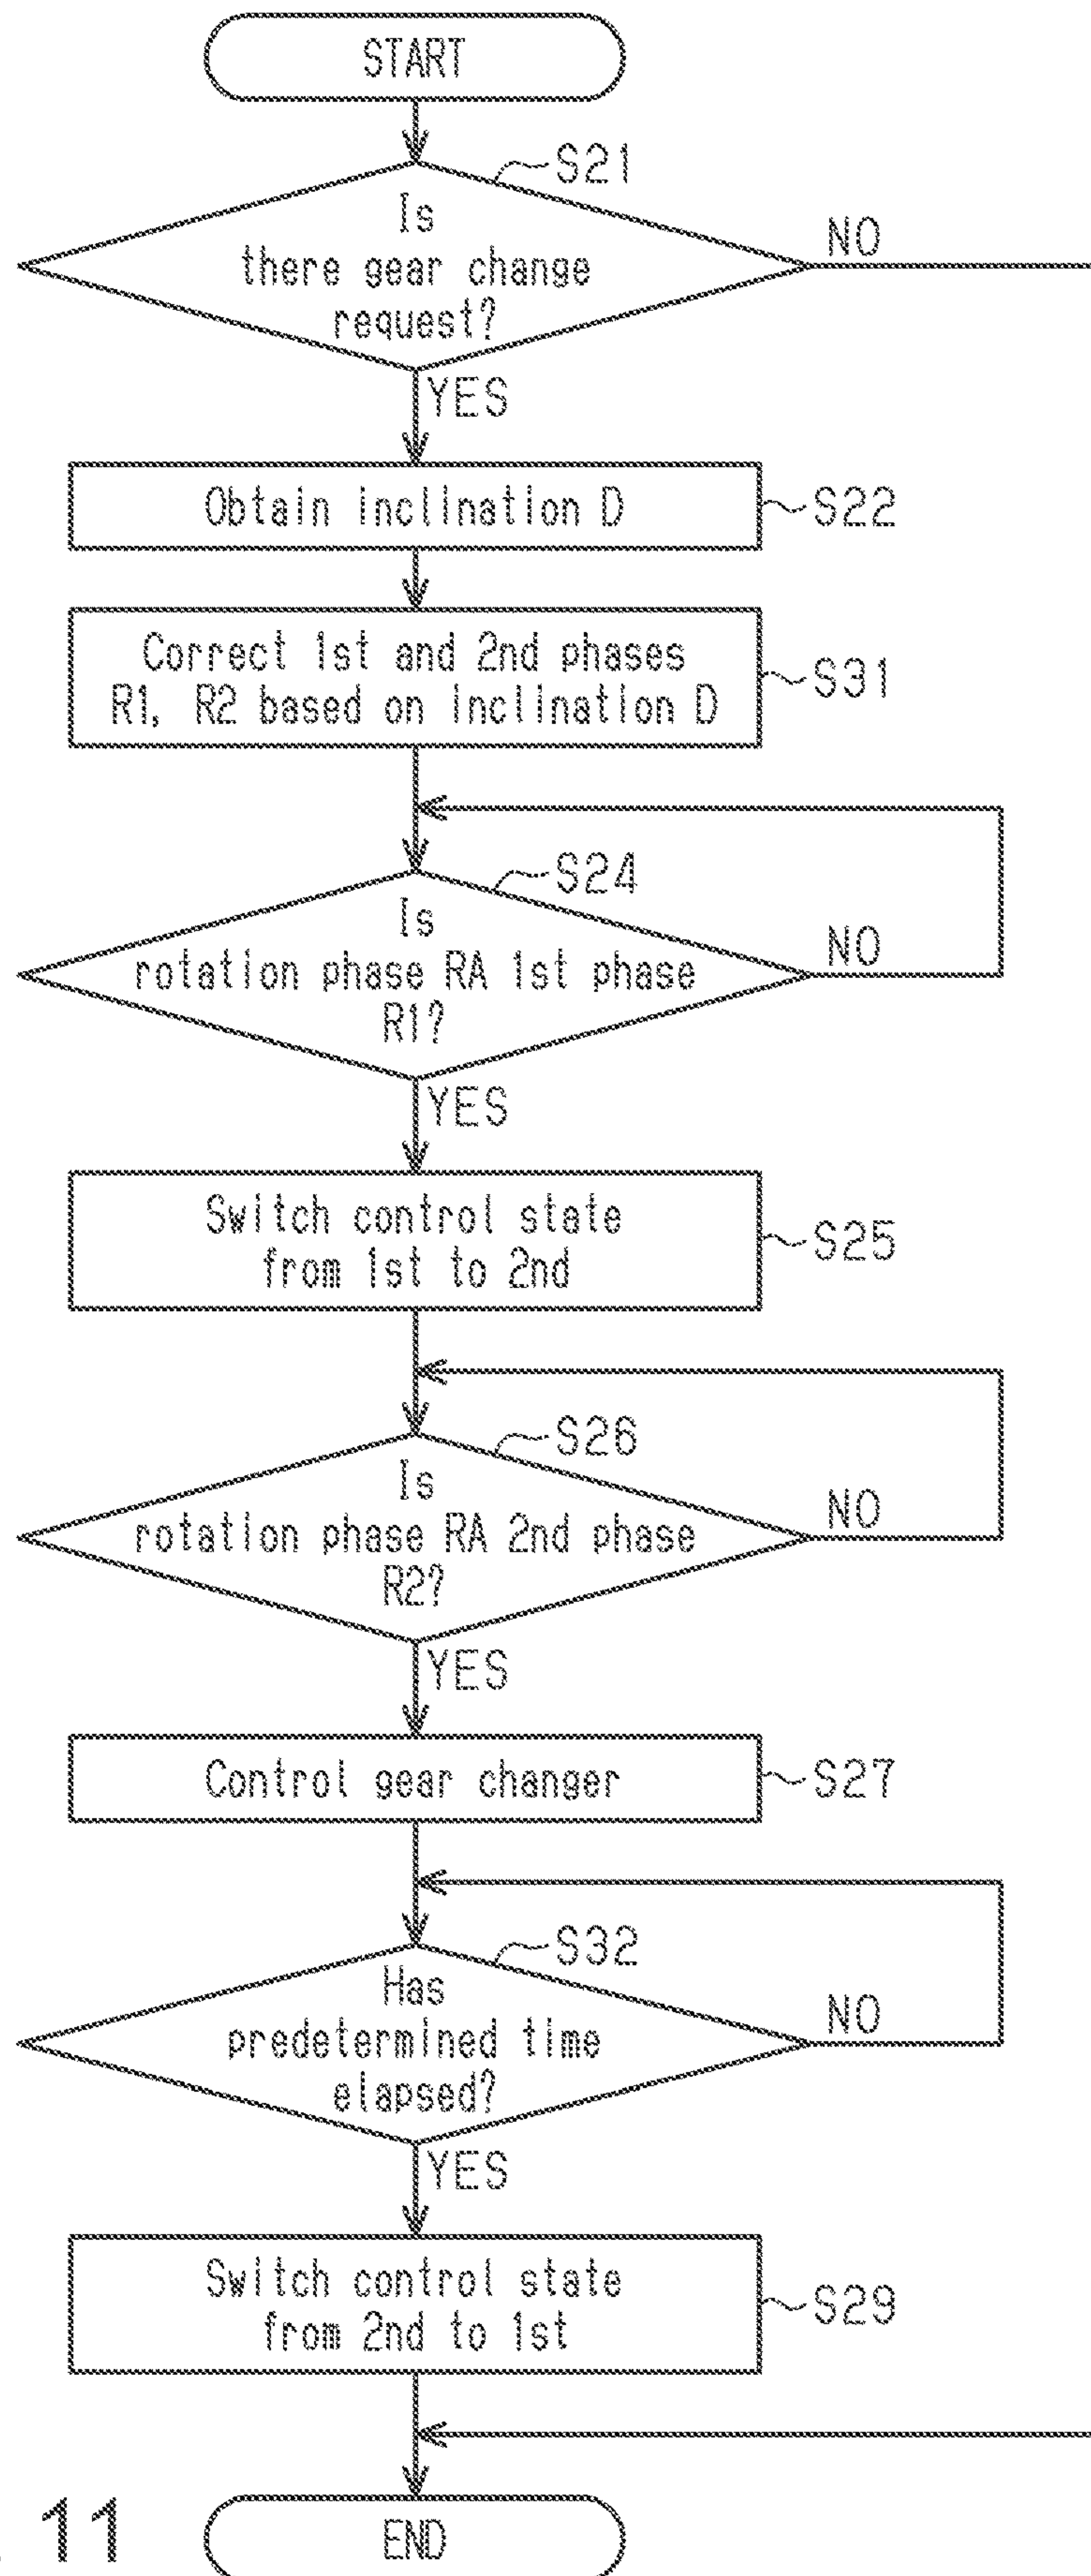 START
S21
Is
there gear change
request?
NO
YES
Obtain inclination D
S22
Correct 1st and 2nd phases
R1, R2 based on inclination D
S31
S24
Is
rotation phase RA 1st phase
R1?
NO
YES
Switch control state
from 1st to 2nd
S25
S26
Is
rotation phase RA 2nd phase
R2?
NO
YES
Control gear changer
S27
S32
Has
predetermined time
elapsed?
NO
YES
Switch control state
from 2nd to 1st
S29
END
11